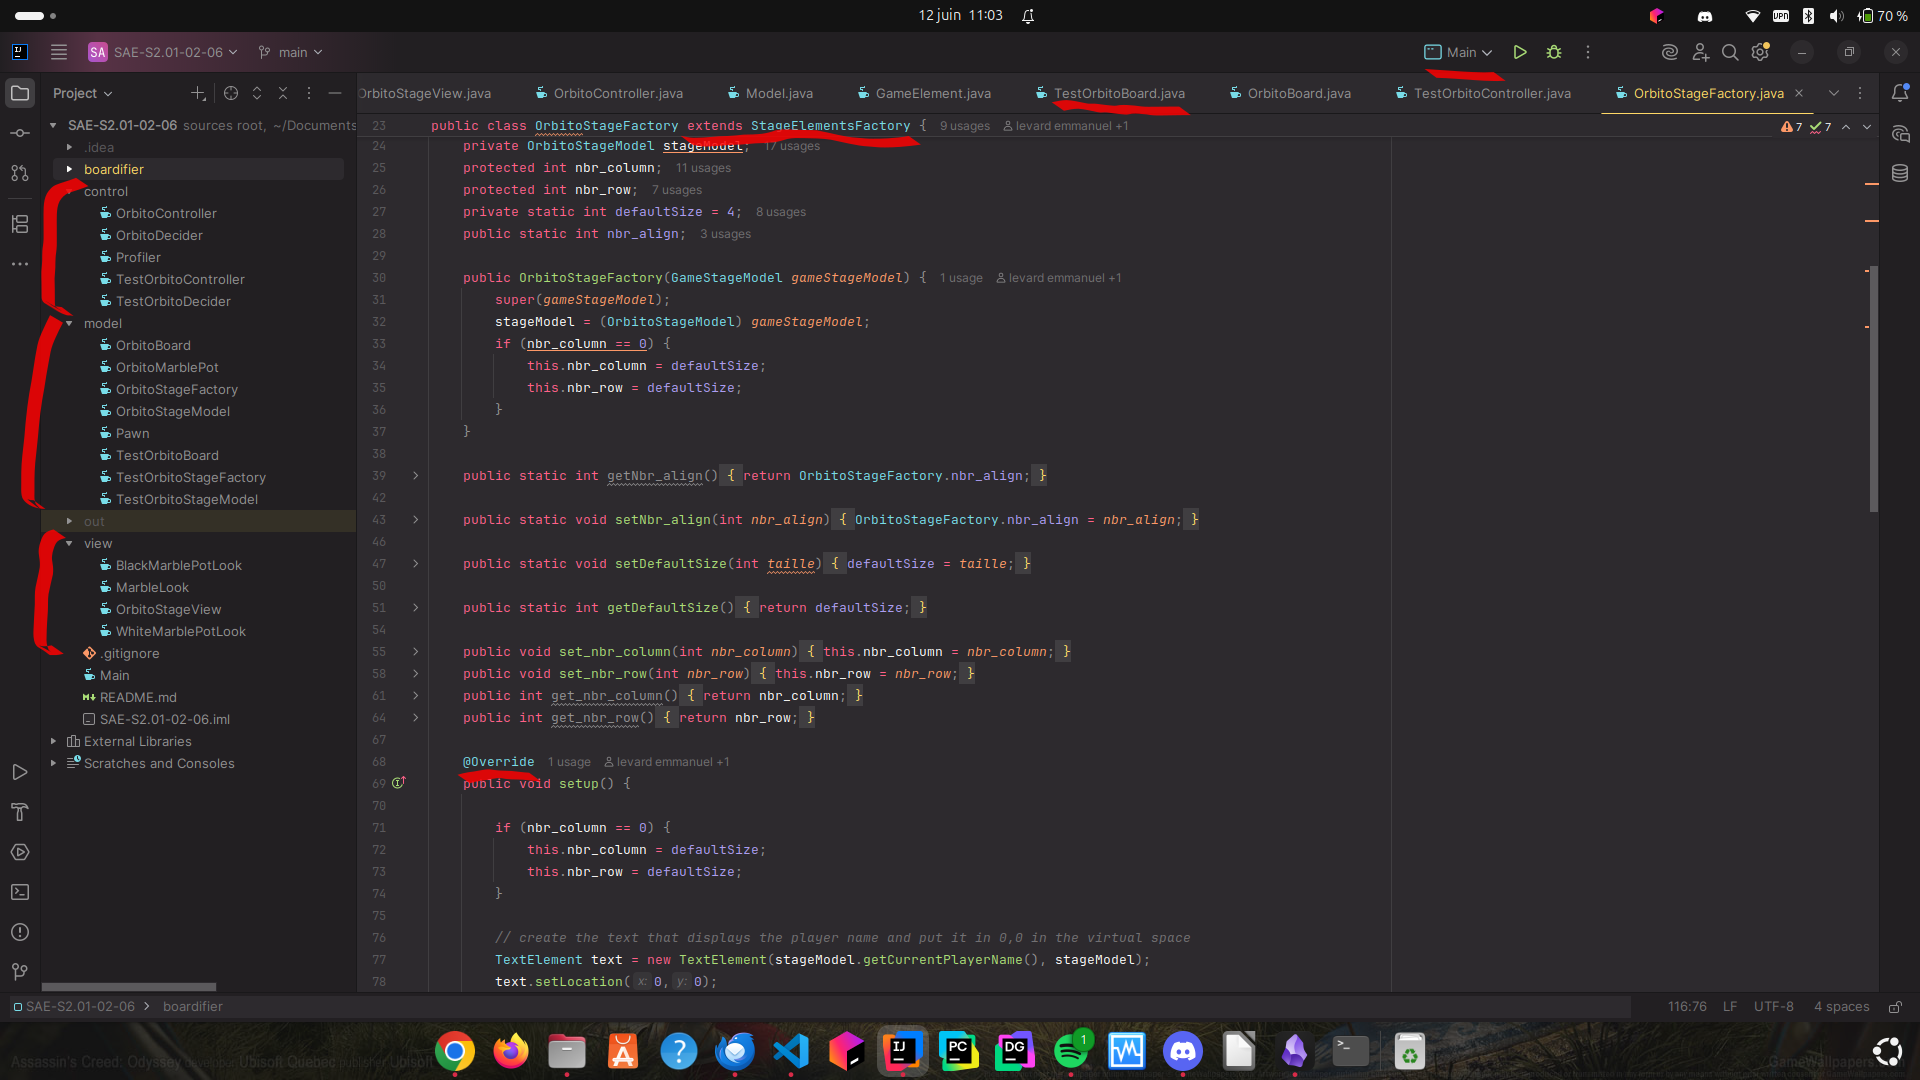 12 juin 11:03
70 %
SA SAE-S2.01-02-06 main
Main
Project
OrbitoStageView.java OrbitoController.java Model.java GameElement.java TestOrbitoBoard.java OrbitoBoard.java TestOrbitoController.java OrbitoStageFactory.java
SAE-S2.01-02-06 sources root, ~/Documents
.idea
boardifier
control
OrbitoController
OrbitoDecider
Profiler
TestOrbitoController
TestOrbitoDecider
model
OrbitoBoard
OrbitoMarblePot
OrbitoStageFactory
OrbitoStageModel
Pawn
TestOrbitoBoard
TestOrbitoStageFactory
TestOrbitoStageModel
out
view
BlackMarblePotLook
MarbleLook
OrbitoStageView
WhiteMarblePotLook
.gitignore
Main
README.md
SAE-S2.01-02-06.iml
External Libraries
Scratches and Consoles
23 public class OrbitoStageFactory extends StageElementsFactory { 9 usages levard emmanuel +1
7 7
24 private OrbitoStageModel stageModel; 17 usages
25 protected int nbr_column; 11 usages
26 protected int nbr_row; 7 usages
27 private static int defaultSize = 4; 8 usages
28 public static int nbr_align; 3 usages
29
30 public OrbitoStageFactory(GameStageModel gameStageModel) { 1 usage levard emmanuel +1
31 super(gameStageModel);
32 stageModel = (OrbitoStageModel) gameStageModel;
33 if (nbr_column == 0) {
34 this.nbr_column = defaultSize;
35 this.nbr_row = defaultSize;
36 }
37 }
38
39 public static int getNbr_align() { return OrbitoStageFactory.nbr_align; }
42
43 public static void setNbr_align(int nbr_align) { OrbitoStageFactory.nbr_align = nbr_align; }
46
47 public static void setDefaultSize(int taille) { defaultSize = taille; }
50
51 public static int getDefaultSize() { return defaultSize; }
54
55 public void set_nbr_column(int nbr_column) { this.nbr_column = nbr_column; }
58 public void set_nbr_row(int nbr_row) { this.nbr_row = nbr_row; }
61 public int get_nbr_column() { return nbr_column; }
64 public int get_nbr_row() { return nbr_row; }
67
68 @Override 1 usage levard emmanuel +1
69 public void setup() {
70
71 if (nbr_column == 0) {
72 this.nbr_column = defaultSize;
73 this.nbr_row = defaultSize;
74 }
75
76 // create the text that displays the player name and put it in 0,0 in the virtual space
77 TextElement text = new TextElement(stageModel.getCurrentPlayerName(), stageModel);
78 text.setLocation( x: 0, y: 0);
SAE-S2.01-02-06 > boardifier
116:76 LF UTF-8 4 spaces
Assassin's Creed: Odyssey developer Ubisoft Quebec publisher Ubisoft
IJ PC DG 1
GameWallpapers